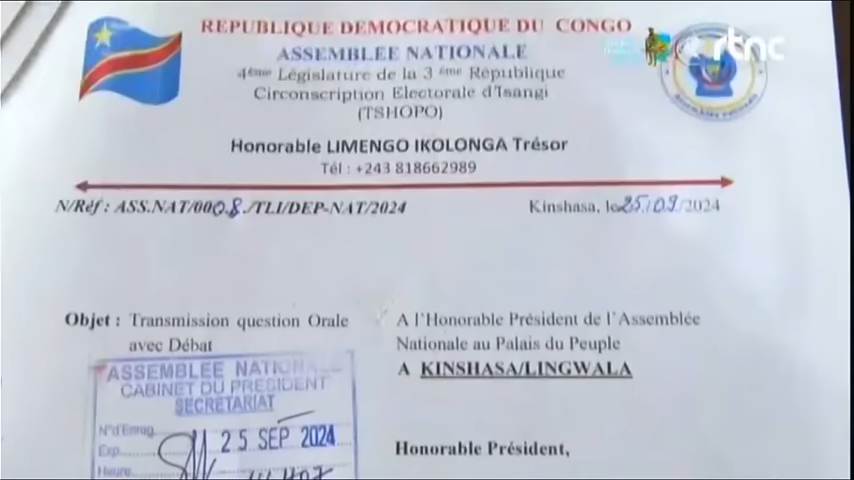 REPUBLIQUE DEMOCRATIQUE DU CONGO
ASSEMBLEE NATIONALE
4ème Législature de la 3 ème République
Circonscription Electorale d'Isangi
(TSHOPO)
rtnc
Assemblée nationale
Honorable LIMENGO IKOLONGA Trésor
Tél : +243 818662989
N/Réf : ASS.NAT/0008./TLI/DEP-NAT/2024
Kinshasa, le 25/09/2024
Objet : Transmission question Orale
avec Débat
A l'Honorable Président de l'Assemblée
Nationale au Palais du Peuple
A KINSHASA/LINGWALA
ASSEMBLEE NATIONALE
CABINET DU PRESIDENT
SECRETARIAT
N°d'Enreg
Exp
25 SEP 2024
Heure
Honorable Président,